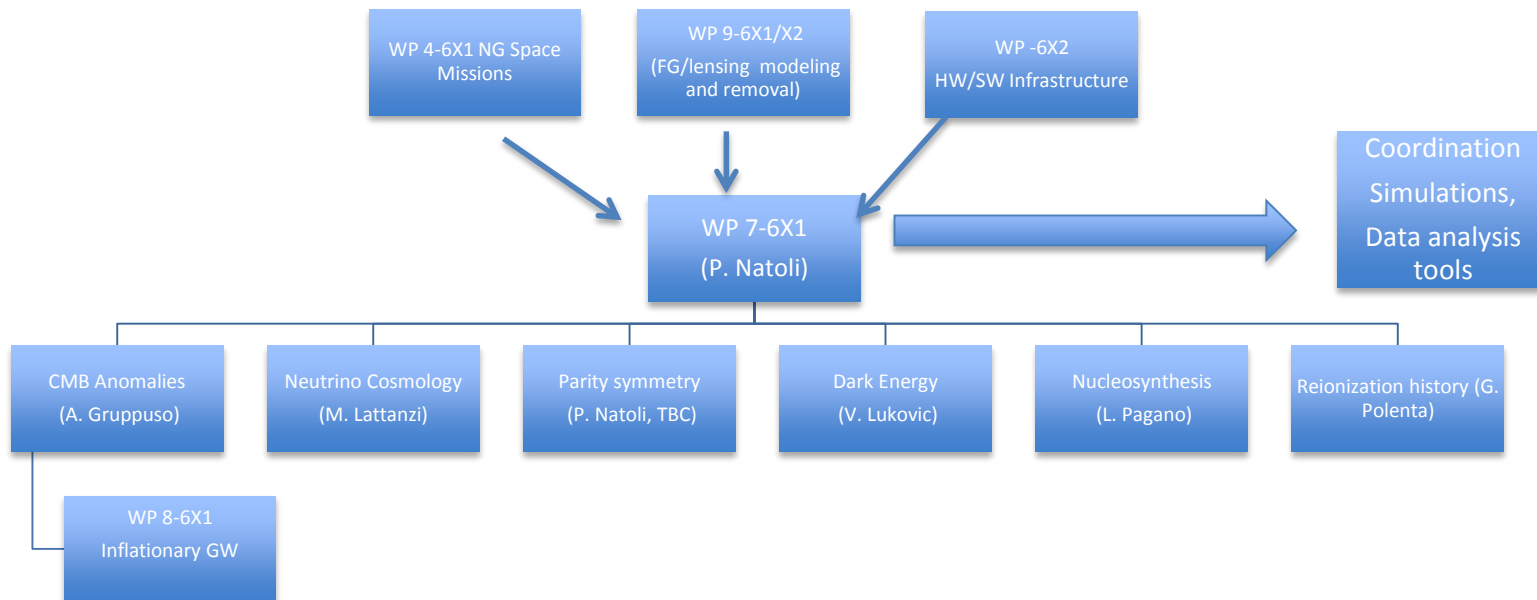 WP 4-6X1 NG Space
Missions
WP 9-6X1/X2
(FG/lensing modeling
and removal)
WP -6X2
HW/SW Infrastructure
Coordination
Simulations,
Data analysis
tools
WP 7-6X1
(P. Natoli)
CMB Anomalies
(A. Gruppuso)
Neutrino Cosmology
(M. Lattanzi)
Parity symmetry
(P. Natoli, TBC)
Dark Energy
(V. Lukovic)
Nucleosynthesis
(L. Pagano)
Reionization history (G.
Polenta)
WP 8-6X1
Inflationary GW